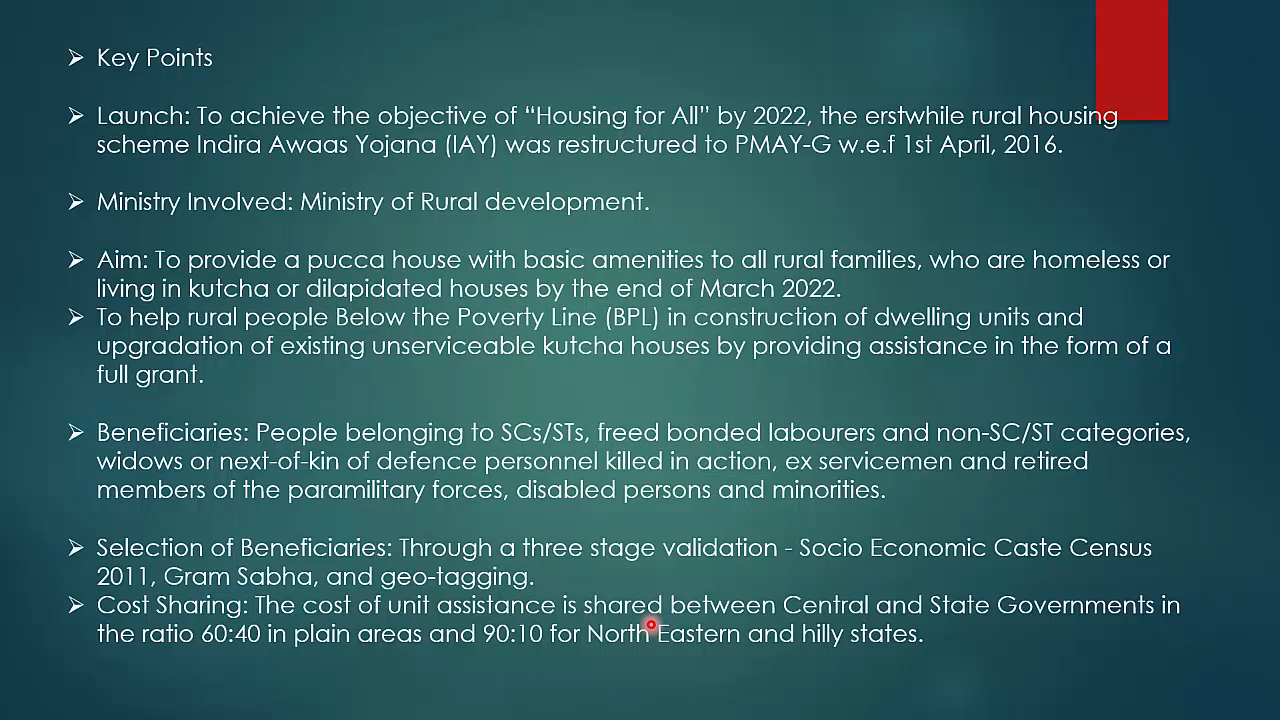 Key Points
Launch: To achieve the objective of “Housing for All” by 2022, the erstwhile rural housing
scheme Indira Awaas Yojana (IAY) was restructured to PMAY-G w.e.f 1st April, 2016.
Ministry Involved: Ministry of Rural development.
Aim: To provide a pucca house with basic amenities to all rural families, who are homeless or
living in kutcha or dilapidated houses by the end of March 2022.
To help rural people Below the Poverty Line (BPL) in construction of dwelling units and
upgradation of existing unserviceable kutcha houses by providing assistance in the form of a
full grant.
Beneficiaries: People belonging to SCs/STs, freed bonded labourers and non-SC/ST categories,
widows or next-of-kin of defence personnel killed in action, ex servicemen and retired
members of the paramilitary forces, disabled persons and minorities.
Selection of Beneficiaries: Through a three stage validation - Socio Economic Caste Census
2011, Gram Sabha, and geo-tagging.
Cost Sharing: The cost of unit assistance is shared between Central and State Governments in
the ratio 60:40 in plain areas and 90:10 for North Eastern and hilly states.